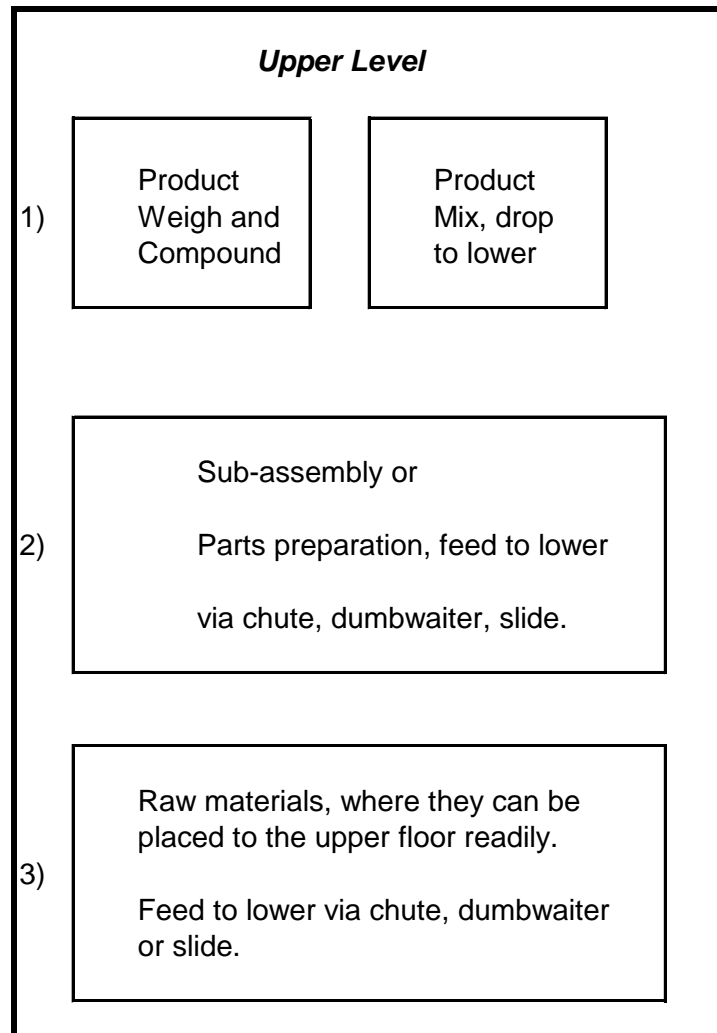 Upper Level
1)
Product
Weigh and
Compound
Product
Mix, drop
to lower
2)
Sub-assembly or
Parts preparation, feed to lower
via chute, dumbwaiter, slide.
3)
Raw materials, where they can be
placed to the upper floor readily.
Feed to lower via chute, dumbwaiter
or slide.